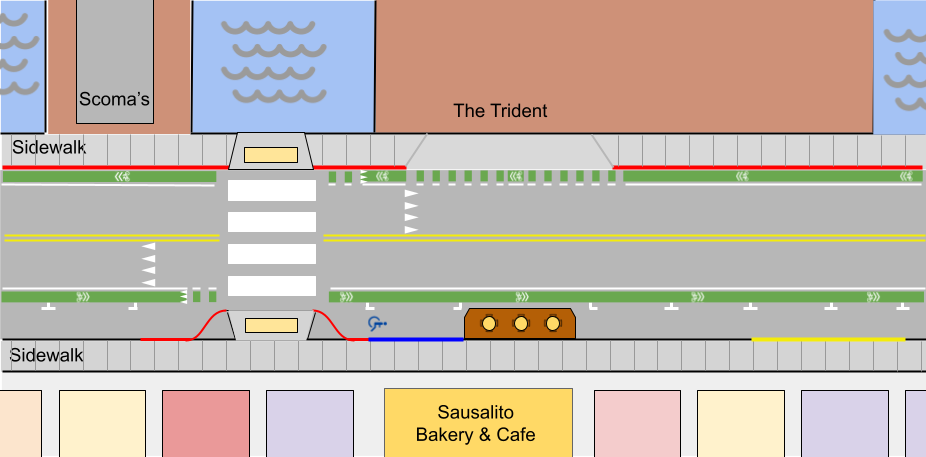 Scoma's
The Trident
Sidewalk
Sidewalk
Sausalito
Bakery & Cafe